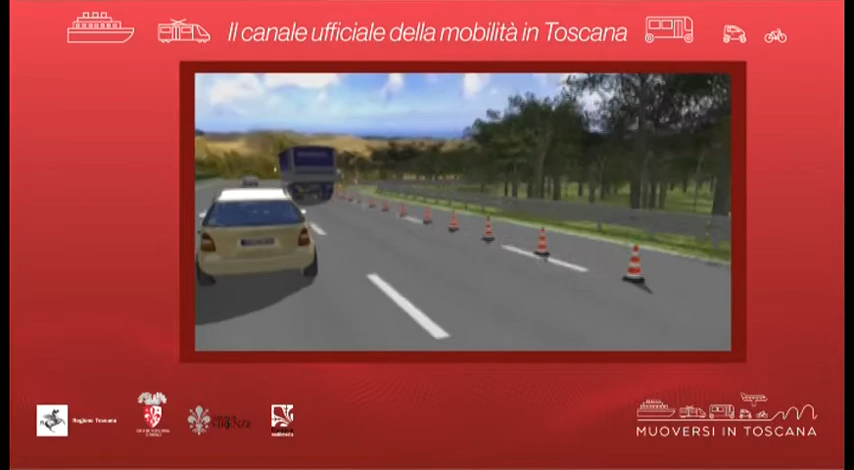 Il canale ufficiale della mobilità in Toscana
Regione Toscana
MUOVERSI IN TOSCANA